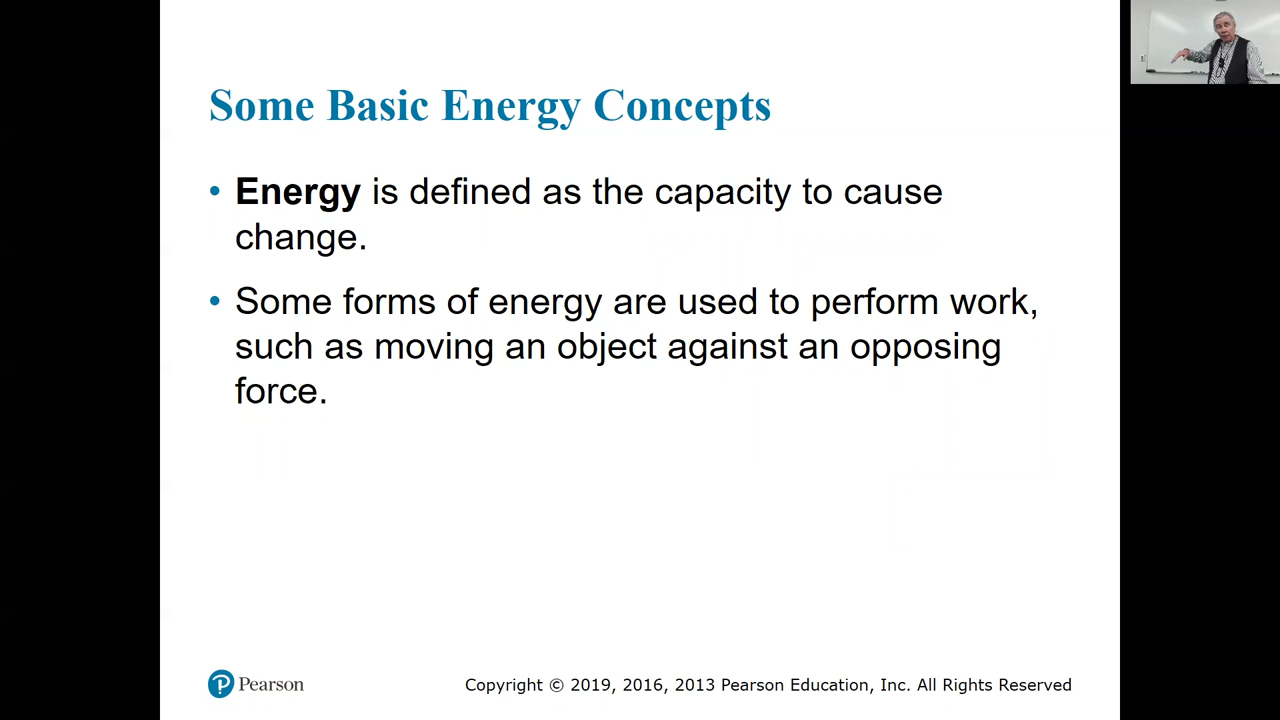 Some Basic Energy Concepts
• Energy is defined as the capacity to cause
change.
• Some forms of energy are used to perform work,
such as moving an object against an opposing
force.
Pearson
Copyright © 2019, 2016, 2013 Pearson Education, Inc. All Rights Reserved